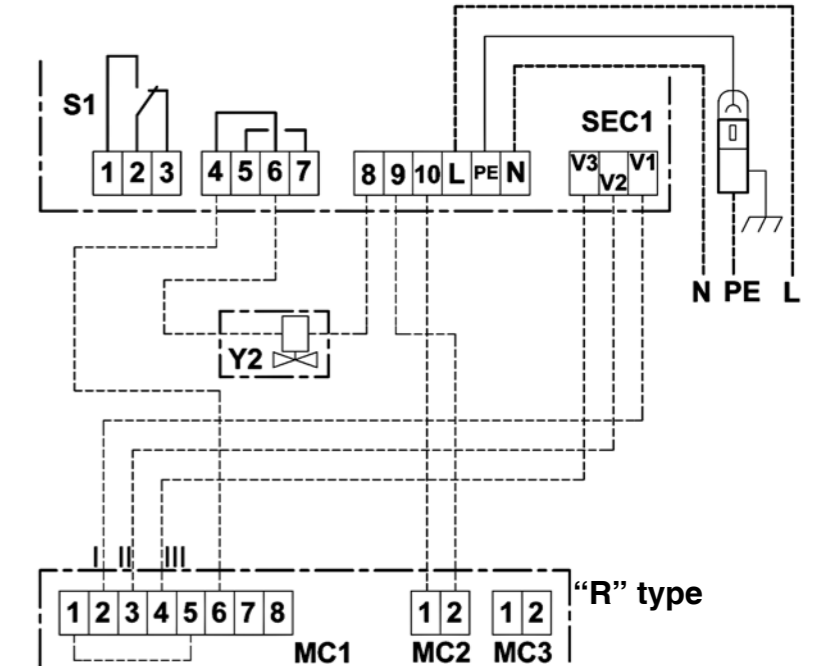 S1
SEC1
1 2 3
4 5 6 7
8 9 10 L PE N
V3 V2 V1
N PE L
Y2
I II III
"R" type
1 2 3 4 5 6 7 8
1 2
1 2
MC1
MC2
MC3